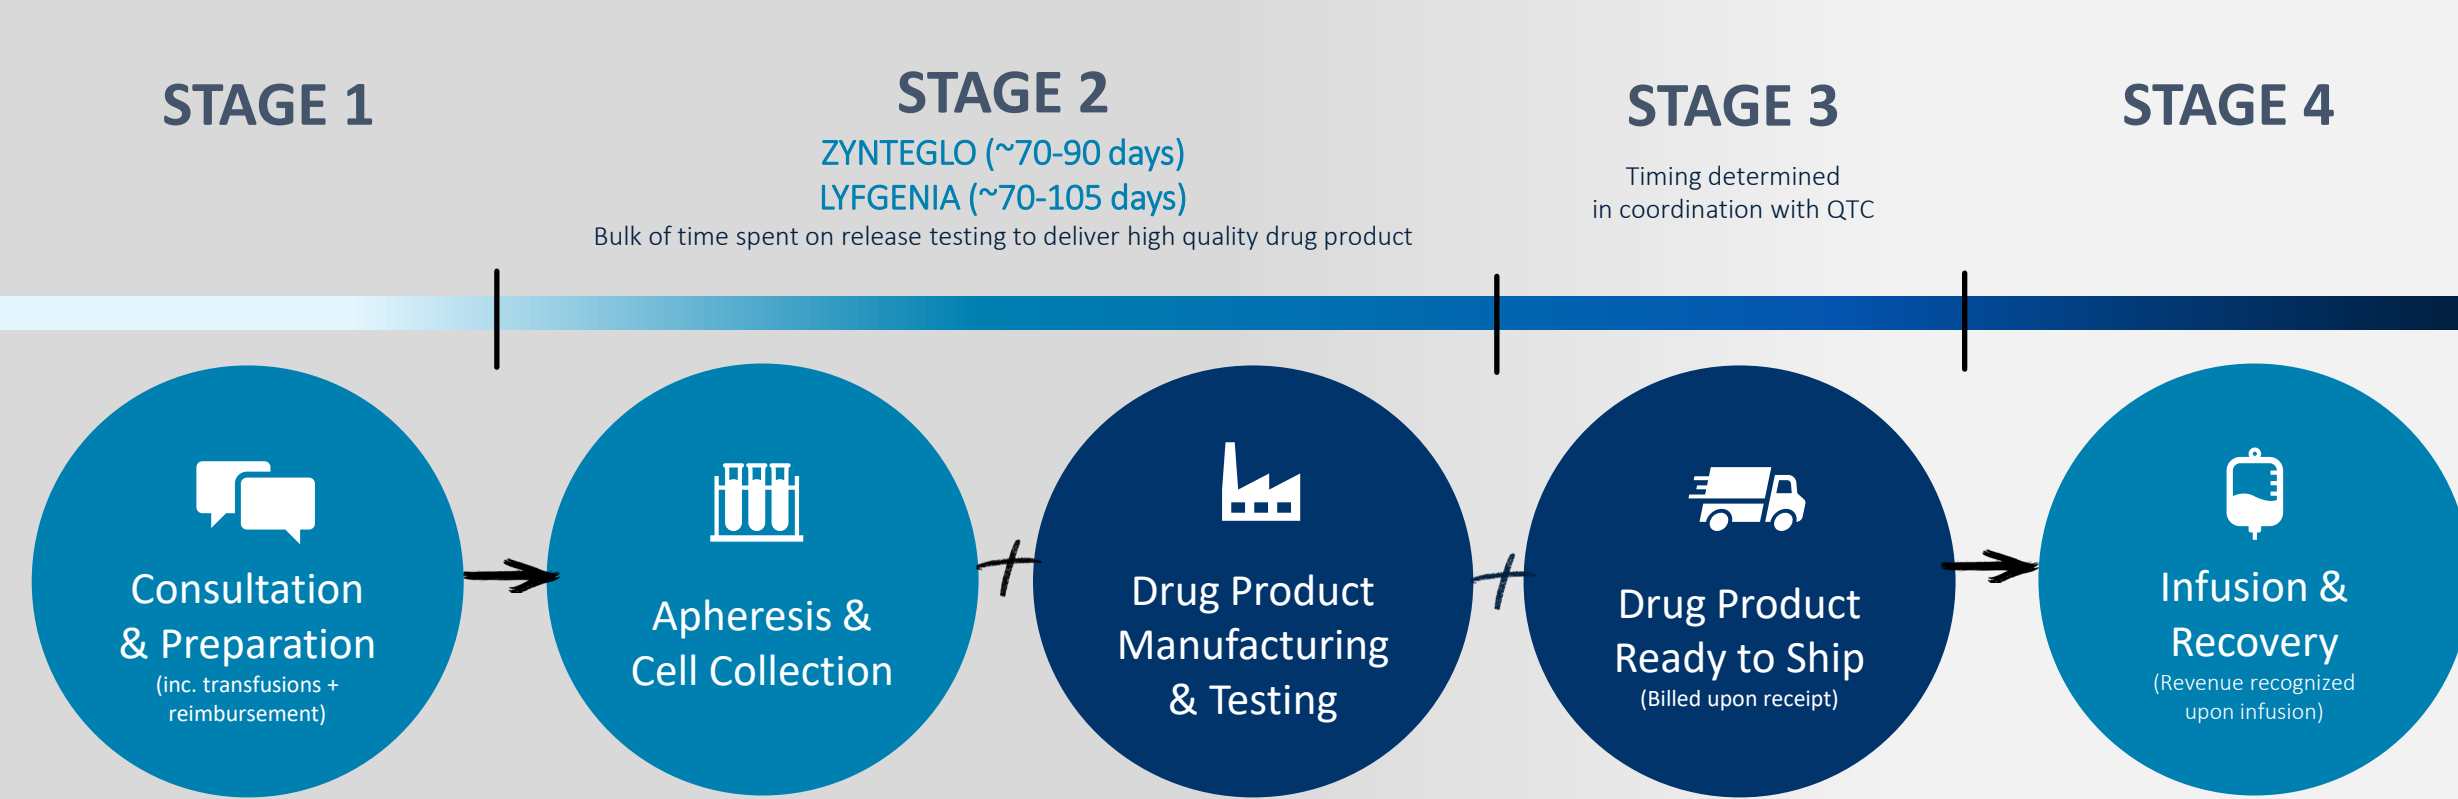 STAGE 1
STAGE 2
ZYNTEGLO (~70-90 days)
LYFGENIA (~70-105 days)
Bulk of time spent on release testing to deliver high quality drug product
STAGE 3
Timing determined
in coordination with QTC
STAGE 4
Consultation
& Preparation
(inc. transfusions +
reimbursement)
Apheresis &
Cell Collection
Drug Product
Manufacturing
& Testing
Drug Product
Ready to Ship
(Billed upon receipt)
Infusion &
Recovery
(Revenue recognized
upon infusion)